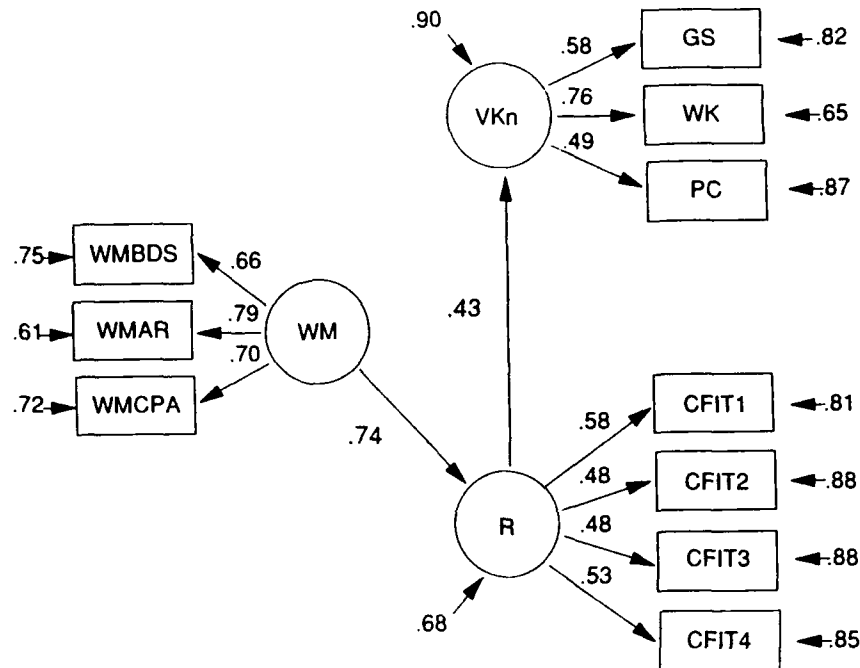 .90
.58
GS
.82
.76
VKn
WK
.65
.49
PC
.87
.75
WMBDS
.66
.61
WMAR
.79
WM
.43
.70
.72
WMCPA
.74
.58
CFIT1
.81
.48
CFIT2
.88
R
.48
CFIT3
.88
.53
.68
CFIT4
.85